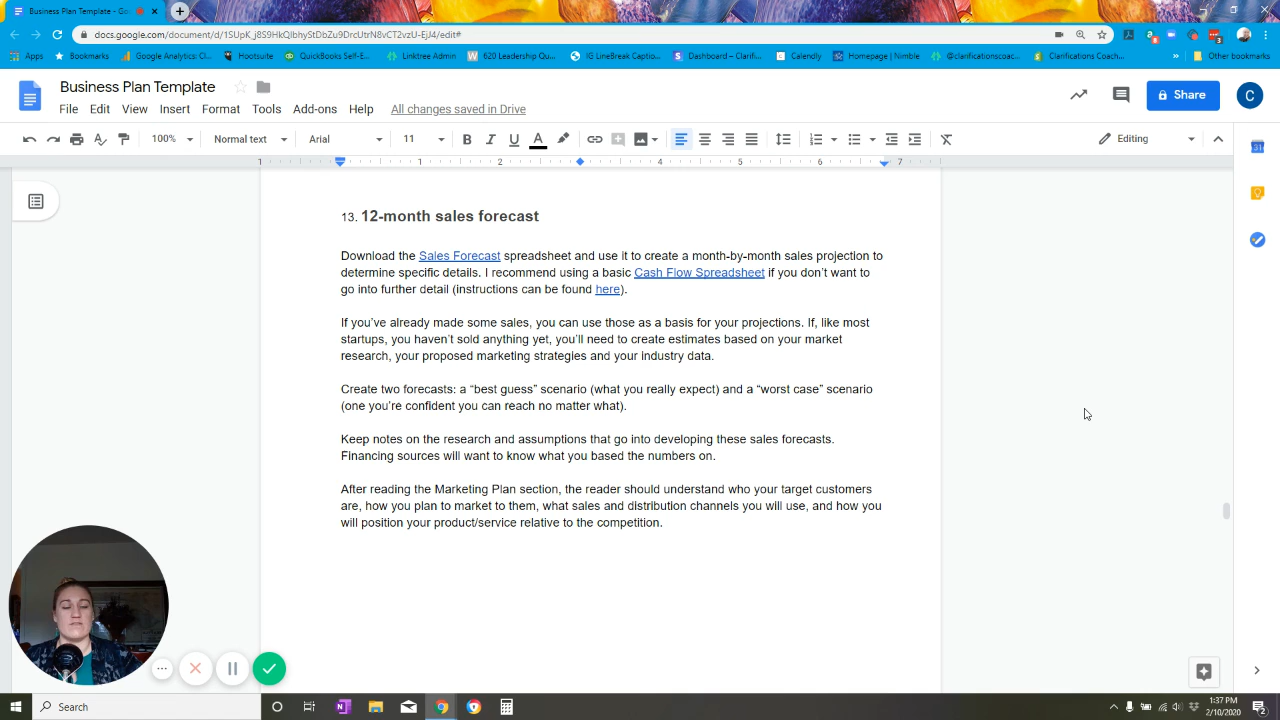 Business Plan Template - Go
docs.google.com/document/d/1SUpK_j8S9HkQlbhyStDbZu9DrcUtrN8vCT2vzU-EjJ4/edit#
Apps
Bookmarks
Google Analytics: O...
Hootsuite
QuickBooks Self-E...
Linktree Admin
620 Leadership Qu...
IG LineBreak Captio...
Dashboard – Clarifi...
Calendly
Homepage | Nimble
@clarificationscoac...
Clarifications Coach...
»
Other bookmarks
Business Plan Template
File Edit View Insert Format Tools Add-ons Help All changes saved in Drive
Share
C
100% Normal text Arial 11 B I U A Editing
1 1 2 4 5 6 7
31
13. 12-month sales forecast
Download the Sales Forecast spreadsheet and use it to create a month-by-month sales projection to
determine specific details. I recommend using a basic Cash Flow Spreadsheet if you don’t want to
go into further detail (instructions can be found here).
If you’ve already made some sales, you can use those as a basis for your projections. If, like most
startups, you haven’t sold anything yet, you’ll need to create estimates based on your market
research, your proposed marketing strategies and your industry data.
Create two forecasts: a “best guess” scenario (what you really expect) and a “worst case” scenario
(one you’re confident you can reach no matter what).
Keep notes on the research and assumptions that go into developing these sales forecasts.
Financing sources will want to know what you based the numbers on.
After reading the Marketing Plan section, the reader should understand who your target customers
are, how you plan to market to them, what sales and distribution channels you will use, and how you
will position your product/service relative to the competition.
Search
1:37 PM
2/10/2020
2